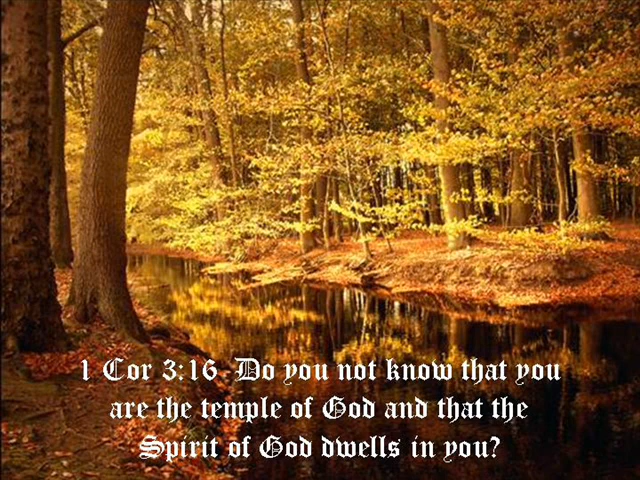 1 Cor 3:16 Do you not know that you
are the temple of God and that the
Spirit of God dwells in you?